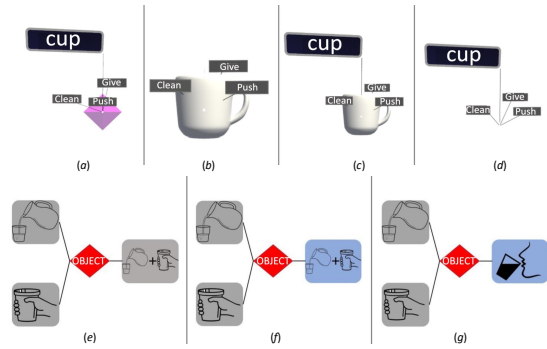 cup
Give
Clean
Push
(a)
Give
Clean
Push
(b)
cup
Give
Clean
Push
(c)
cup
Give
Clean
Push
(d)
OBJECT
+
(e)
OBJECT
+
(f)
OBJECT
(g)